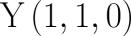 Y (1, 1, 0)